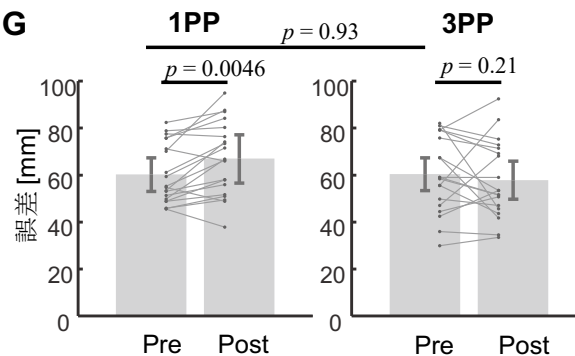 G
1PP
3PP
p = 0.93
p = 0.0046
p = 0.21
誤差 [mm]
100
80
60
40
20
0
Pre
Post
100
80
60
40
20
0
Pre
Post